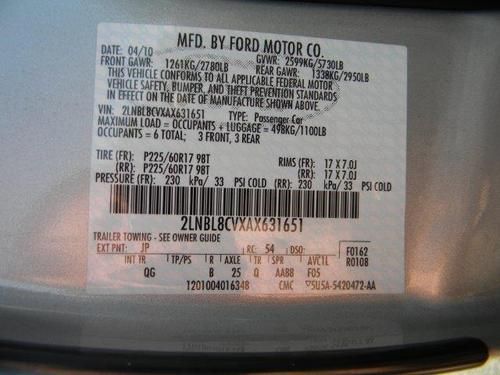 MFD. BY FORD MOTOR CO.
DATE: 04/10 GVWR: 2599KG/5730LB
FRONT GAWR: 1261KG/2780LB REAR GAWR: 1338KG/2950LB
THIS VEHICLE CONFORMS TO ALL APPLICABLE FEDERAL MOTOR
VEHICLE SAFETY, BUMPER, AND THEFT PREVENTION STANDARDS
IN EFFECT ON THE DATE OF MANUFACTURE SHOWN ABOVE.
VIN: 2LNBL8CVXAX631651 TYPE: Passenger Car
MAXIMUM LOAD = OCCUPANTS + LUGGAGE = 498KG/1100LB
OCCUPANTS = 6 TOTAL; 3 FRONT, 3 REAR
TIRE (FR): P225/60R17 98T RIMS (FR): 17 X 7.0J
(RR): P225/60R17 98T (RR): 17 X 7.0J
PRESSURE (FR): 230 kPa/ 33 PSI COLD (RR): 230 kPa/ 33 PSI COLD
2LNBL8CVXAX631651
TRAILER TOWING - SEE OWNER GUIDE
EXT PNT: JP RC: 54 DSO: F0162
INT TR TP/PS R AXLE TR SPR AVC1L R0108
QG B 25 Q AABB F05
1201004016348 CMC 5U5A-5420472-AA